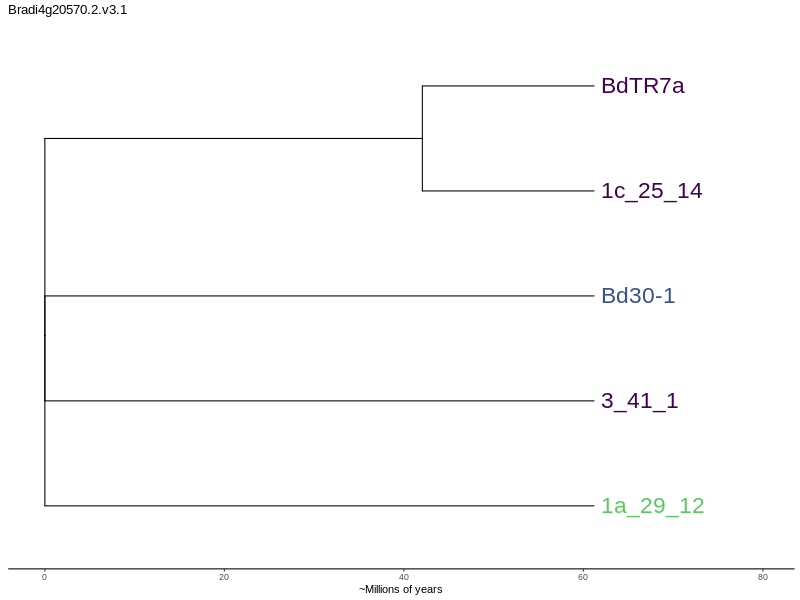 Bradi4g20570.2.v3.1
BdTR7a
1c_25_14
Bd30-1
3_41_1
1a_29_12
0 20 40 60 80
~Millions of years